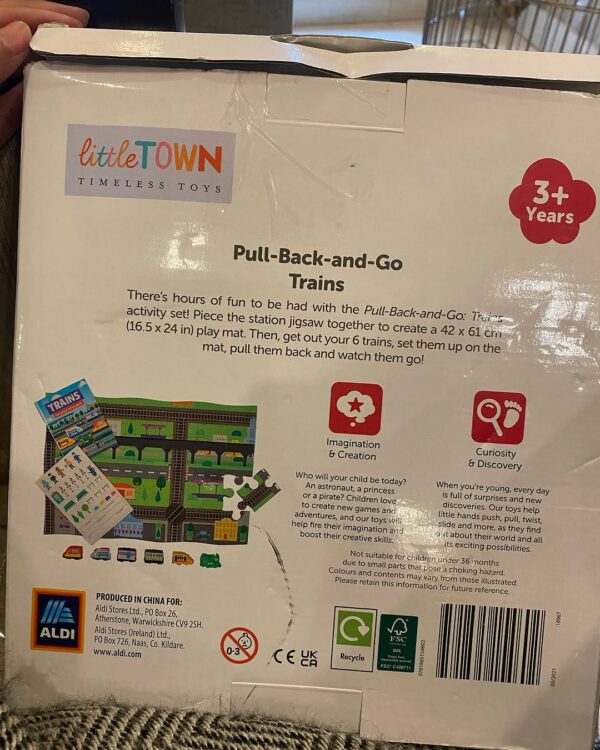 littleTOWN
TIMELESS TOYS
3+
Years
Pull-Back-and-Go
Trains
There's hours of fun to be had with the Pull-Back-and-Go: Trains
activity set! Piece the station jigsaw together to create a 42 x 61 cm
(16.5 x 24 in) play mat. Then, get out your 6 trains, set them up on the
mat, pull them back and watch them go!
TRAINS
Imagination
& Creation
Who will your child be today?
An astronaut, a princess
or a pirate? Children love
to create new games and
adventures, and our toys will
help fire their imagination and
boost their creative skills.
Curiosity
& Discovery
When you're young, every day
is full of surprises and new
discoveries. Our toys help
little hands push, pull, twist,
slide and more, as they find
out about their world and all
its exciting possibilities.
Not suitable for children under 36 months
due to small parts that pose a choking hazard.
Colours and contents may vary from those illustrated.
Please retain this information for future reference.
ALDI
PRODUCED IN CHINA FOR:
Aldi Stores Ltd., PO Box 26,
Atherstone, Warwickshire CV9 2SH.
Aldi Stores (Ireland) Ltd.,
PO Box 726, Naas, Co. Kildare.
www.aldi.com
0-3
CE
UK
CA
Recycle
FSC
MIX
09/2021